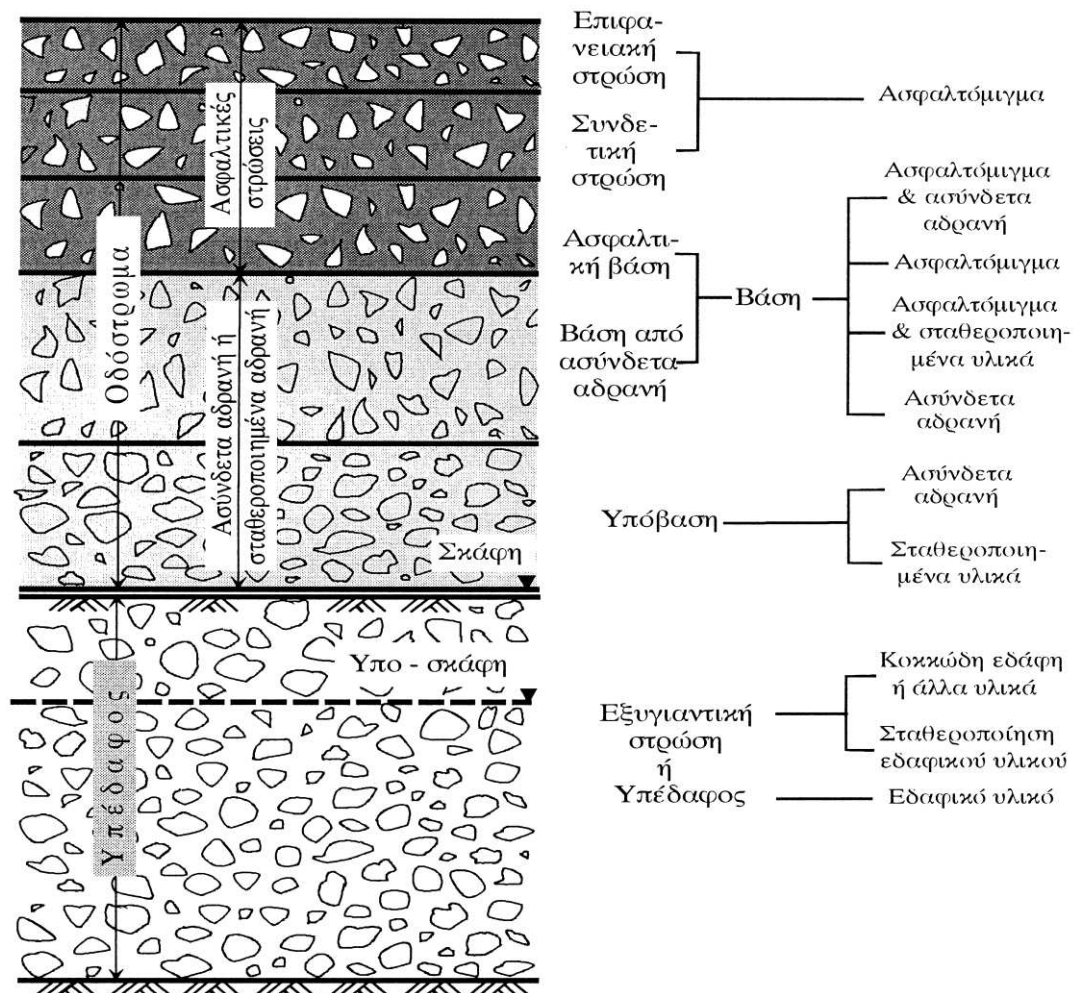 Επιφα-
νειακή
στρώση
Συνδε-
τική
στρώση
Ασφαλτόμιγμα
Ασφαλτι-
κή βάση
Βάση από
ασύνδετα
αδρανή
Βάση
Ασφαλτόμιγμα
& ασύνδετα
αδρανή
Ασφαλτόμιγμα
Ασφαλτόμιγμα
& σταθεροποιη-
μένα υλικά
Ασύνδετα
αδρανή
Υπόβαση
Ασύνδετα
αδρανή
Σταθεροποιη-
μένα υλικά
Εξυγιαντική
στρώση
ή
Υπέδαφος
Κοκκώδη εδάφη
ή άλλα υλικά
Σταθεροποίηση
εδαφικού υλικού
Εδαφικό υλικό
Οδόστρωμα
Ασφαλτικές
στρώσεις
Ασύνδετα αδρανή ή
σταθεροποιημένα αδρανή
Σκάφη
Υπο - σκάφη
Υπέδαφος